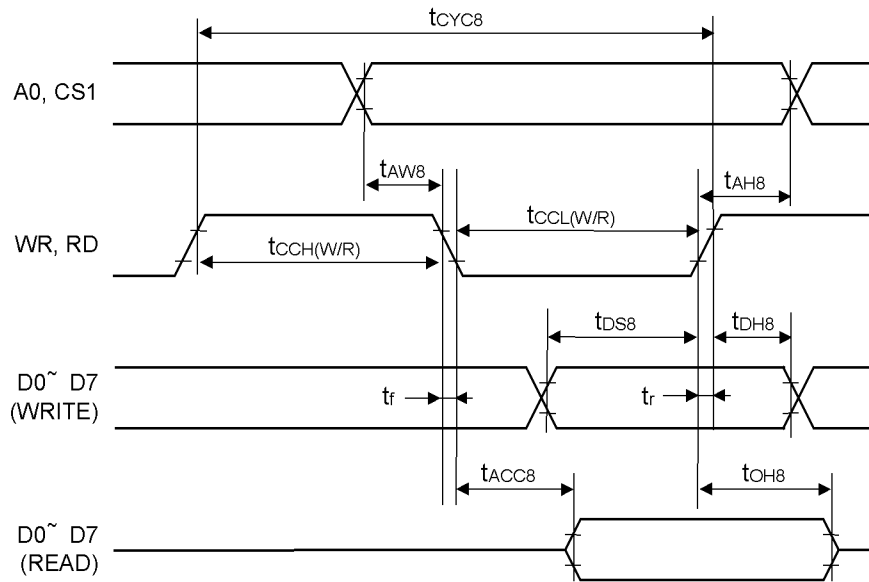 tCYC8
A0, CS1
tAW8
tAH8
WR, RD
tCCL(W/R)
tCCH(W/R)
tDS8
tDH8
D0~ D7
(WRITE)
tf
tr
tACC8
tOH8
D0~ D7
(READ)